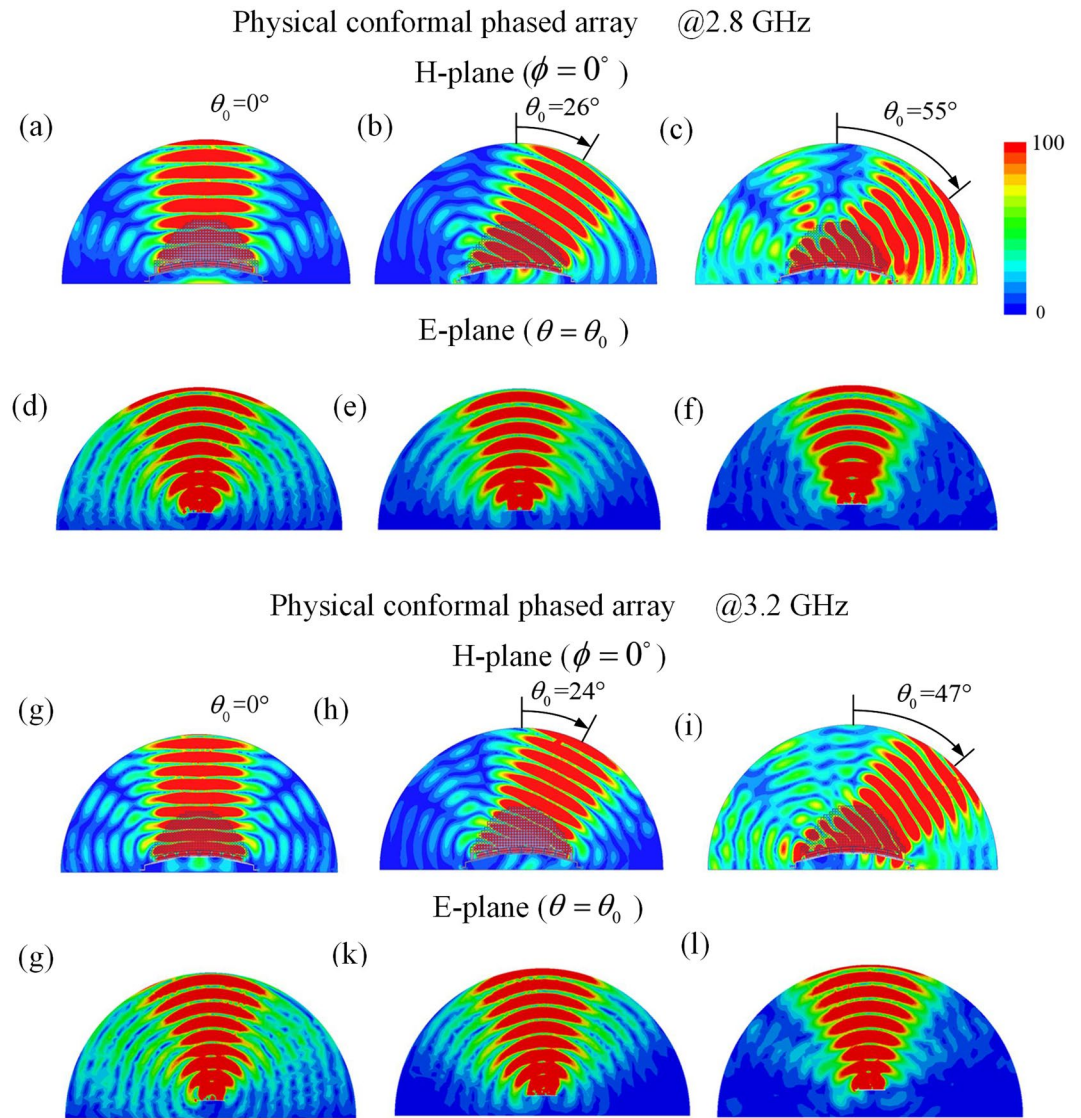 Physical conformal phased array @2.8 GHz
H-plane (ϕ = 0°)
(a) θ₀=0° (b) θ₀=26° (c) θ₀=55°
100
0
E-plane (θ = θ₀)
(d) (e) (f)
Physical conformal phased array @3.2 GHz
H-plane (ϕ = 0°)
(g) θ₀=0° (h) θ₀=24° (i) θ₀=47°
E-plane (θ = θ₀)
(g) (k) (l)